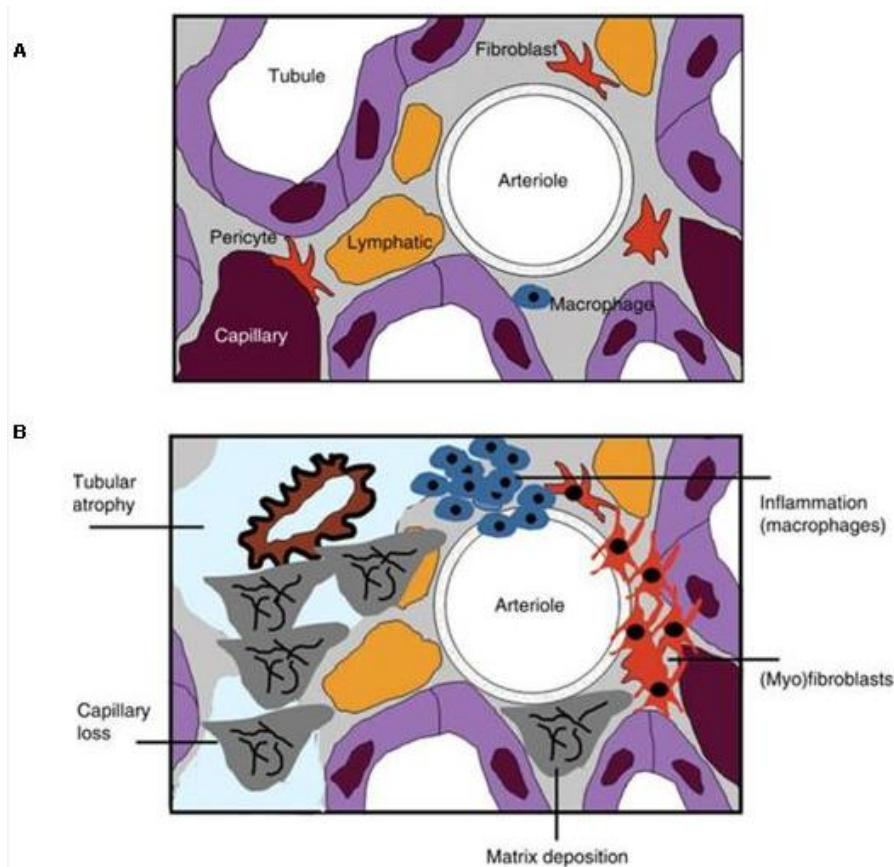 A
Fibroblast
Tubule
Arteriole
Pericyte
Lymphatic
Macrophage
Capillary
B
Tubular
atrophy
Inflammation
(macrophages)
Arteriole
(Myo)fibroblasts
Capillary
loss
Matrix deposition